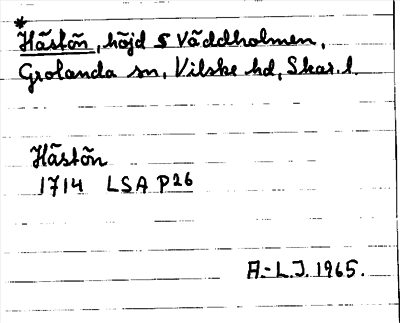 *
Hästön, höjd S Väddholmen,
Grolanda sn, Vilske hd, Skar. l.
Hästön
1714 LSA P26
A.-L.J. 1965.